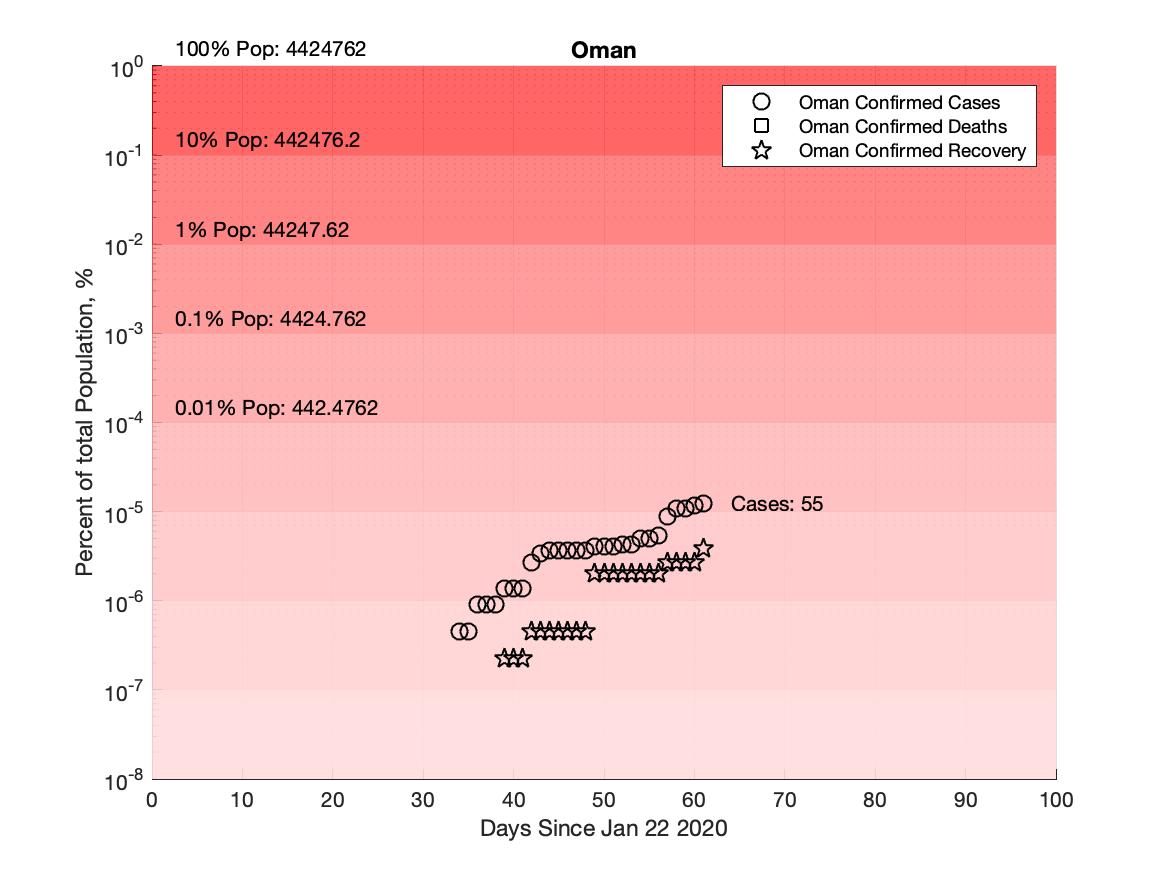 Oman
100% Pop: 4424762
10% Pop: 442476.2
1% Pop: 44247.62
0.1% Pop: 4424.762
0.01% Pop: 442.4762
Oman Confirmed Cases
Oman Confirmed Deaths
Oman Confirmed Recovery
Cases: 55
Percent of total Population, %
10^0
10^-1
10^-2
10^-3
10^-4
10^-5
10^-6
10^-7
10^-8
0 10 20 30 40 50 60 70 80 90 100
Days Since Jan 22 2020